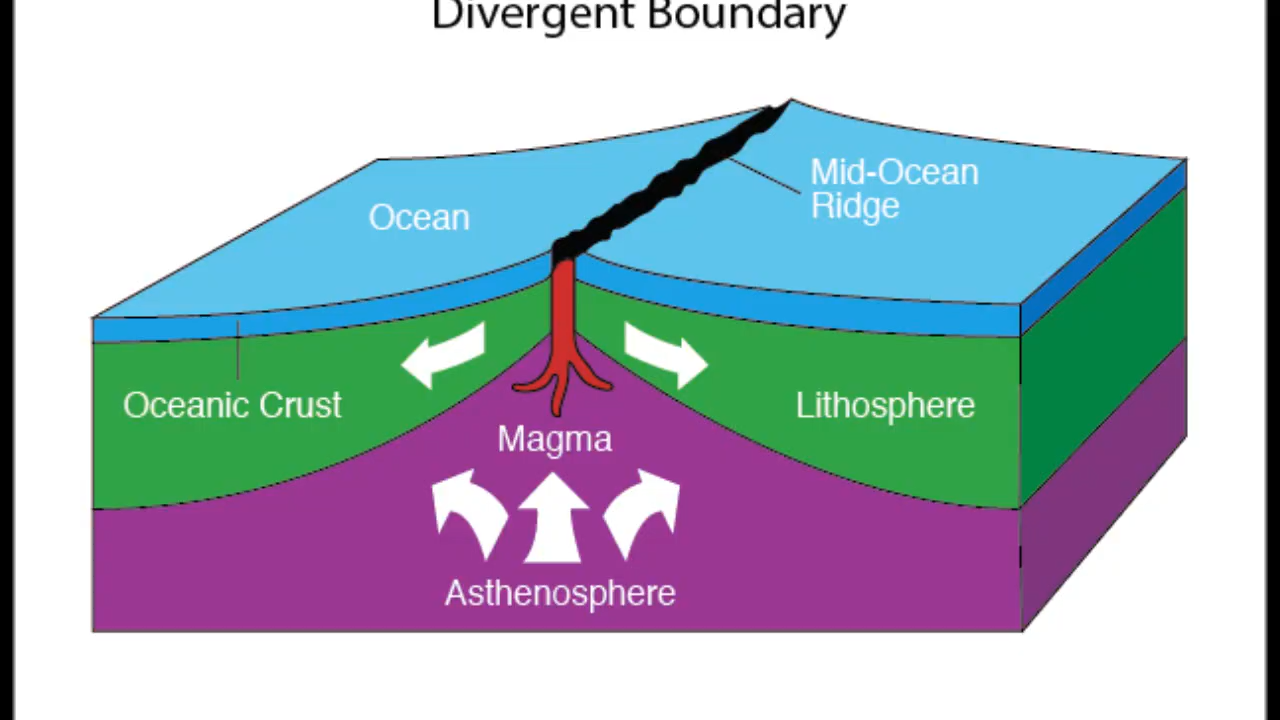 Divergent Boundary
Mid-Ocean
Ridge
Ocean
Oceanic Crust
Lithosphere
Magma
Asthenosphere